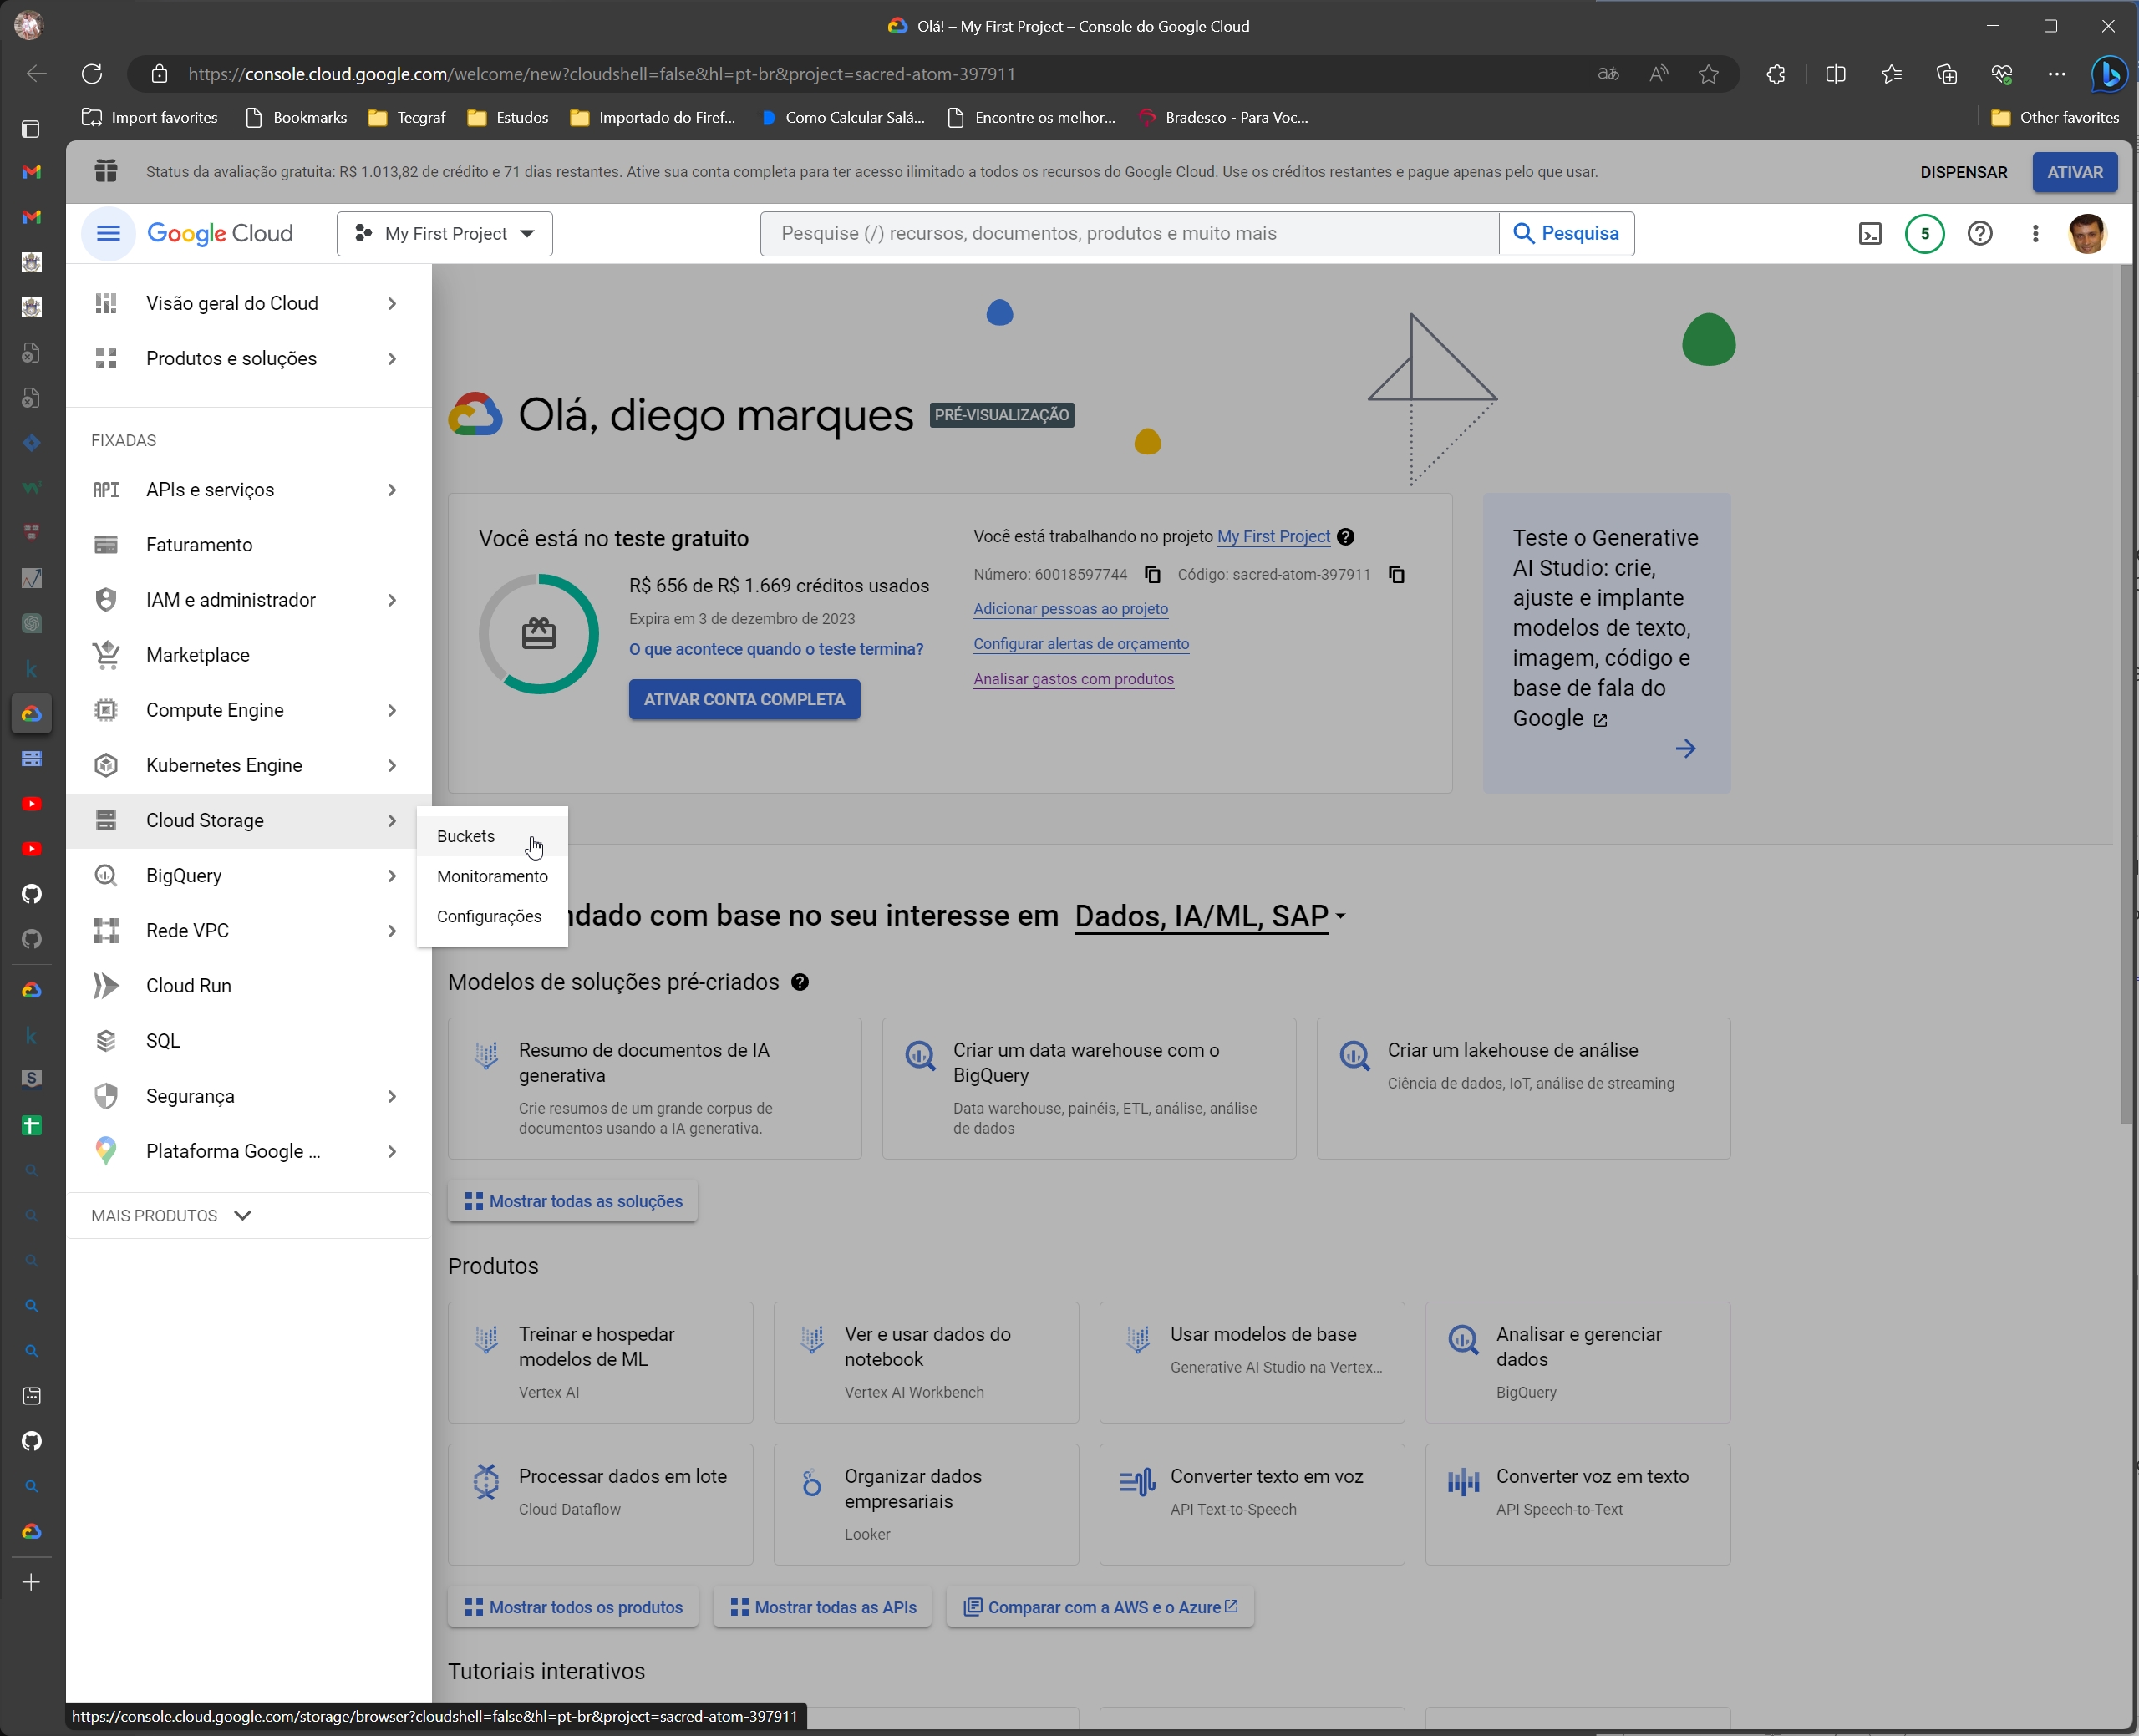 Olá! – My First Project – Console do Google Cloud
https://console.cloud.google.com/welcome/new?cloudshell=false&hl=pt-br&project=sacred-atom-397911
Import favorites
Bookmarks
Tecgraf
Estudos
Importado do Firef...
Como Calcular Salá...
Encontre os melhor...
Bradesco - Para Voc...
Other favorites
Status da avaliação gratuita: R$ 1.013,82 de crédito e 71 dias restantes. Ative sua conta completa para ter acesso ilimitado a todos os recursos do Google Cloud. Use os créditos restantes e pague apenas pelo que usar.
DISPENSAR
ATIVAR
Google Cloud
My First Project
Pesquise (/) recursos, documentos, produtos e muito mais
Pesquisa
5
Visão geral do Cloud
Produtos e soluções
FIXADAS
API
APIs e serviços
Faturamento
IAM e administrador
Marketplace
Compute Engine
Kubernetes Engine
Cloud Storage
BigQuery
Rede VPC
Cloud Run
SQL
Segurança
Plataforma Google ...
MAIS PRODUTOS
Buckets
Monitoramento
Configurações
Olá, diego marques
PRÉ-VISUALIZAÇÃO
Você está no teste gratuito
R$ 656 de R$ 1.669 créditos usados
Expira em 3 de dezembro de 2023
O que acontece quando o teste termina?
ATIVAR CONTA COMPLETA
Você está trabalhando no projeto My First Project
Número: 60018597744
Código: sacred-atom-397911
Adicionar pessoas ao projeto
Configurar alertas de orçamento
Analisar gastos com produtos
Teste o Generative
AI Studio: crie,
ajuste e implante
modelos de texto,
imagem, código e
base de fala do
Google
ndado com base no seu interesse em Dados, IA/ML, SAP
Modelos de soluções pré-criados
Resumo de documentos de IA
generativa
Crie resumos de um grande corpus de
documentos usando a IA generativa.
Criar um data warehouse com o
BigQuery
Data warehouse, painéis, ETL, análise, análise
de dados
Criar um lakehouse de análise
Ciência de dados, IoT, análise de streaming
Mostrar todas as soluções
Produtos
Treinar e hospedar
modelos de ML
Vertex AI
Ver e usar dados do
notebook
Vertex AI Workbench
Usar modelos de base
Generative AI Studio na Vertex...
Analisar e gerenciar
dados
BigQuery
Processar dados em lote
Cloud Dataflow
Organizar dados
empresariais
Looker
Converter texto em voz
API Text-to-Speech
Converter voz em texto
API Speech-to-Text
Mostrar todos os produtos
Mostrar todas as APIs
Comparar com a AWS e o Azure
Tutoriais interativos
https://console.cloud.google.com/storage/browser?cloudshell=false&hl=pt-br&project=sacred-atom-397911